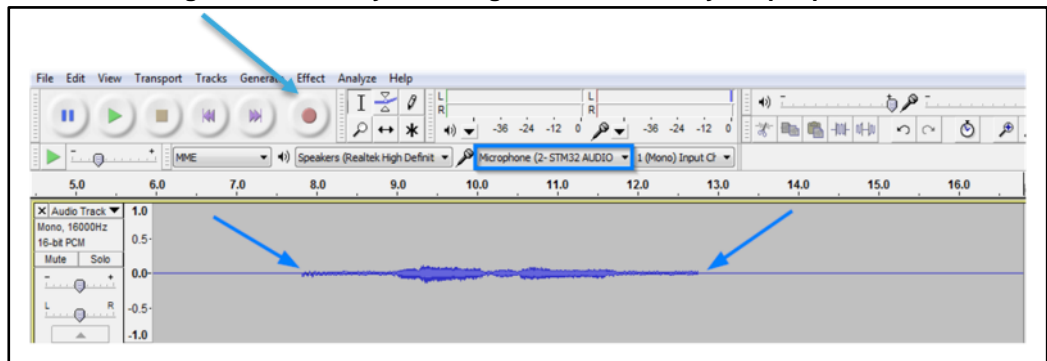 File Edit View Transport Tracks Generate Effect Analyze Help
L
R
-36 -24 -12 0
L
R
-36 -24 -12 0
MME
Speakers (Realtek High Definit
Microphone (2- STM32 AUDIO
1 (Mono) Input Ch
5.0 6.0 7.0 8.0 9.0 10.0 11.0 12.0 13.0 14.0 15.0 16.0
X Audio Track
Mono, 16000Hz
16-bit PCM
Mute Solo
- +
L R
1.0
0.5
0.0
-0.5
-1.0